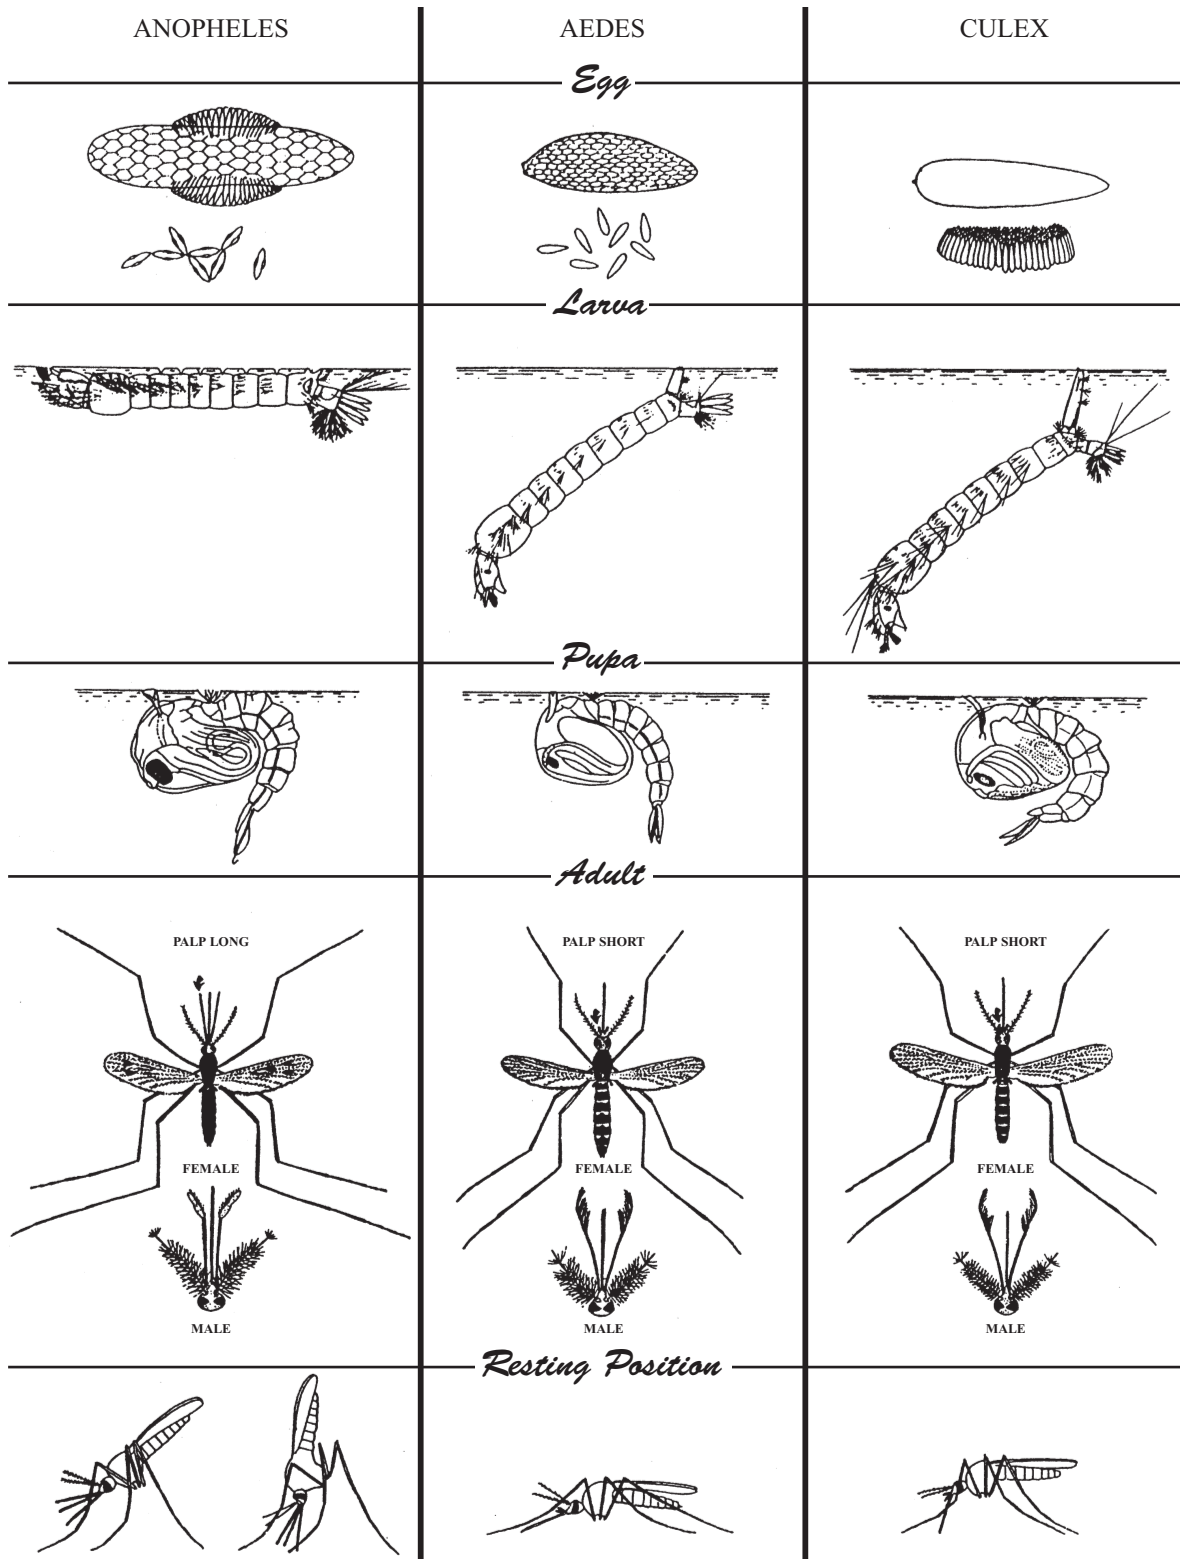 ANOPHELES AEDES CULEX
Egg
Larva
Pupa
Adult
PALP LONG PALP SHORT PALP SHORT
FEMALE FEMALE FEMALE
MALE MALE MALE
Resting Position